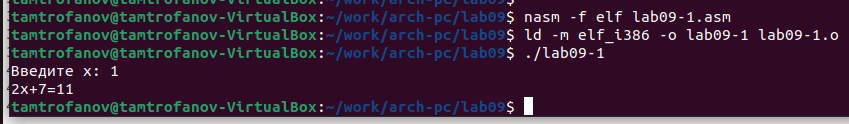 tamtrofanov@tamtrofanov-VirtualBox:~/work/arch-pc/lab09$ nasm -f elf lab09-1.asm
tamtrofanov@tamtrofanov-VirtualBox:~/work/arch-pc/lab09$ ld -m elf_i386 -o lab09-1 lab09-1.o
tamtrofanov@tamtrofanov-VirtualBox:~/work/arch-pc/lab09$ ./lab09-1
Введите x: 1
2x+7=11
tamtrofanov@tamtrofanov-VirtualBox:~/work/arch-pc/lab09$